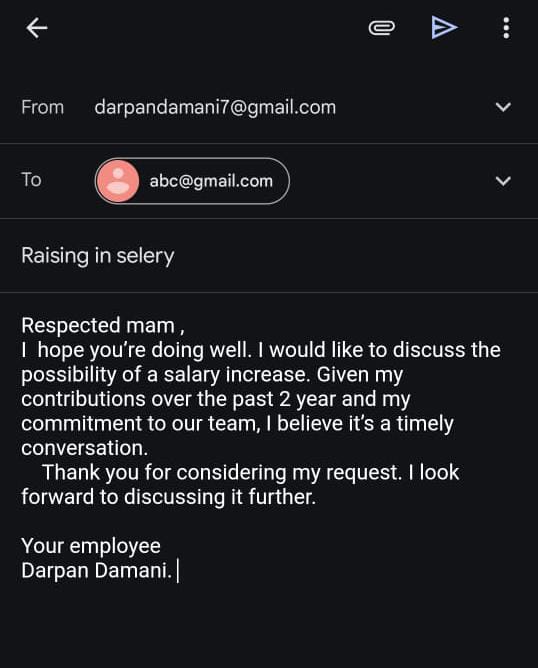 From darpandamani7@gmail.com
To abc@gmail.com
Raising in selery
Respected mam ,
I hope you're doing well. I would like to discuss the
possibility of a salary increase. Given my
contributions over the past 2 year and my
commitment to our team, I believe it's a timely
conversation.
Thank you for considering my request. I look
forward to discussing it further.
Your employee
Darpan Damani.